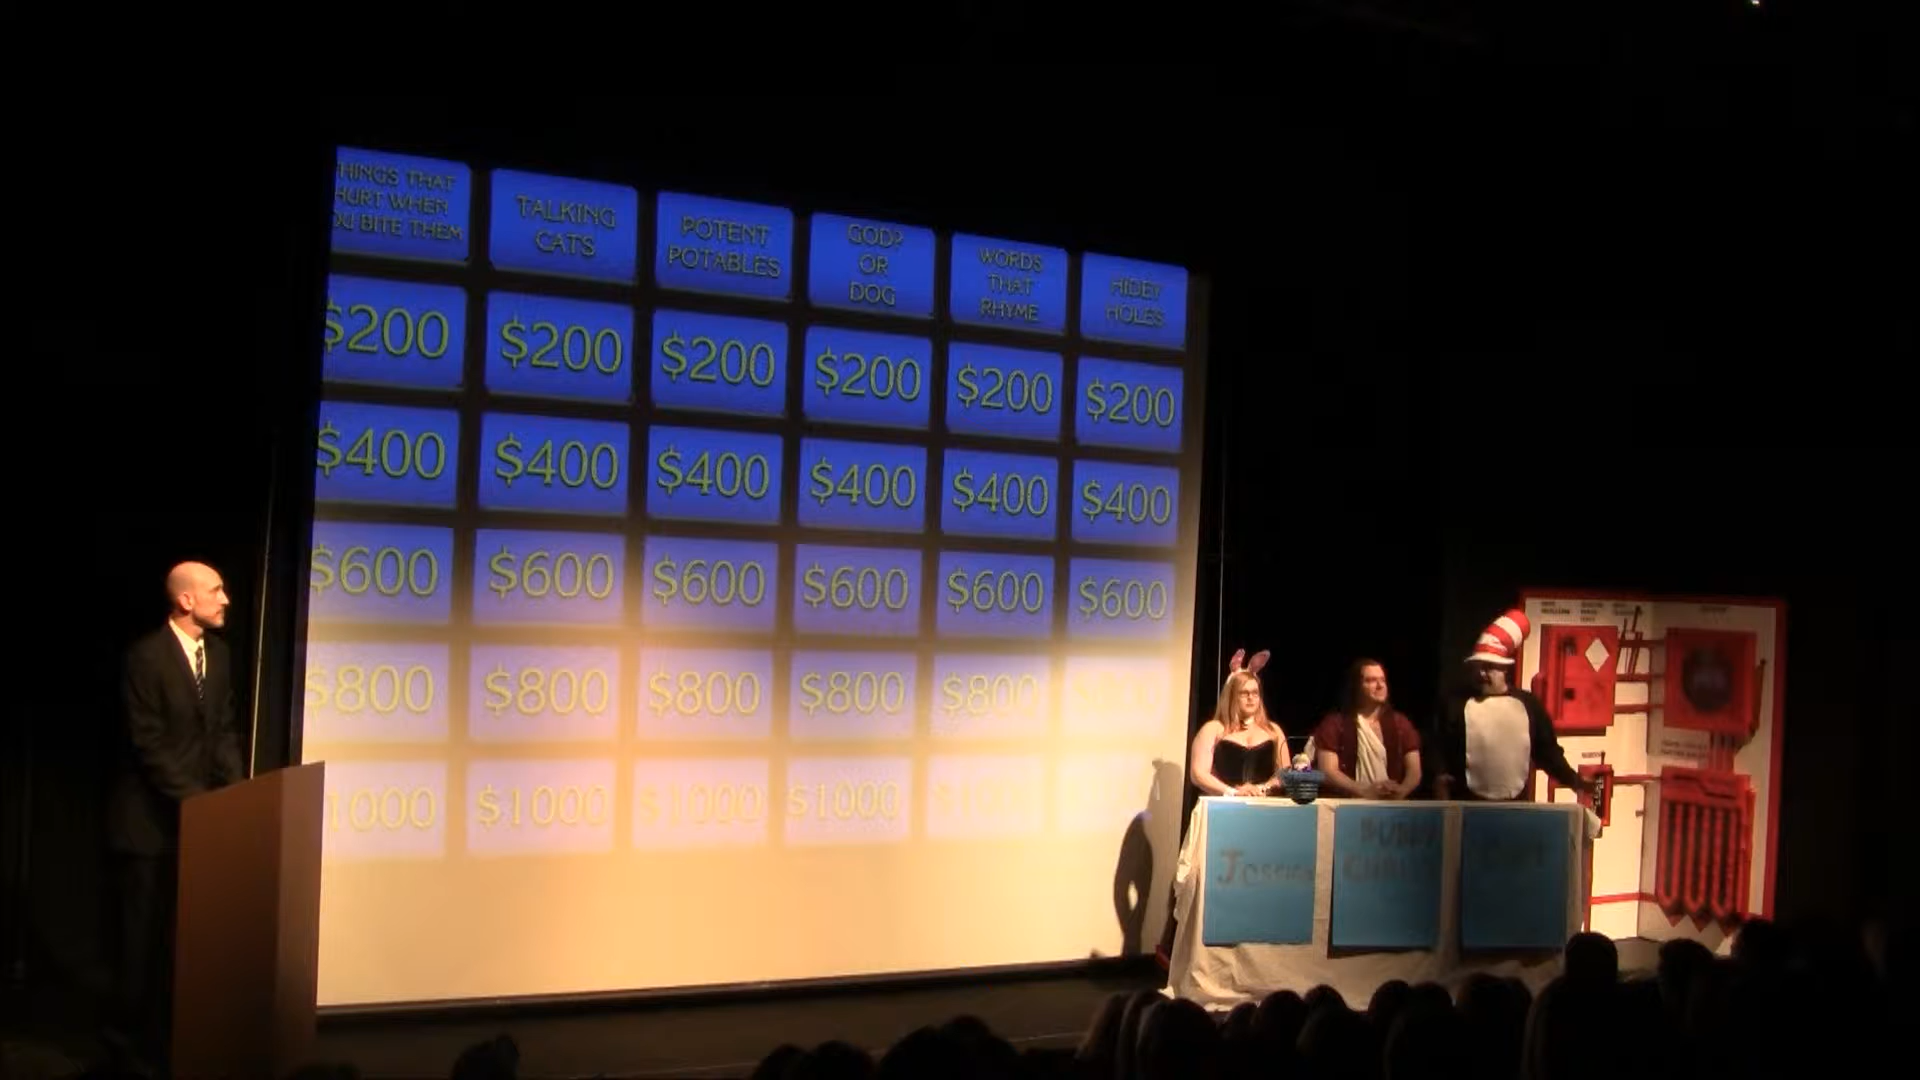 HINGS THAT
HURT WHEN
OU BITE THEM
TALKING
CATS
POTENT
POTABLES
GOD?
OR
DOG
WORDS
THAT
RHYME
HIDEY
HOLES
$200 $200 $200 $200 $200 $200
$400 $400 $400 $400 $400 $400
$600 $600 $600 $600 $600 $600
$800 $800 $800 $800 $800
1000 $1000 $1000 $1000
Jessica